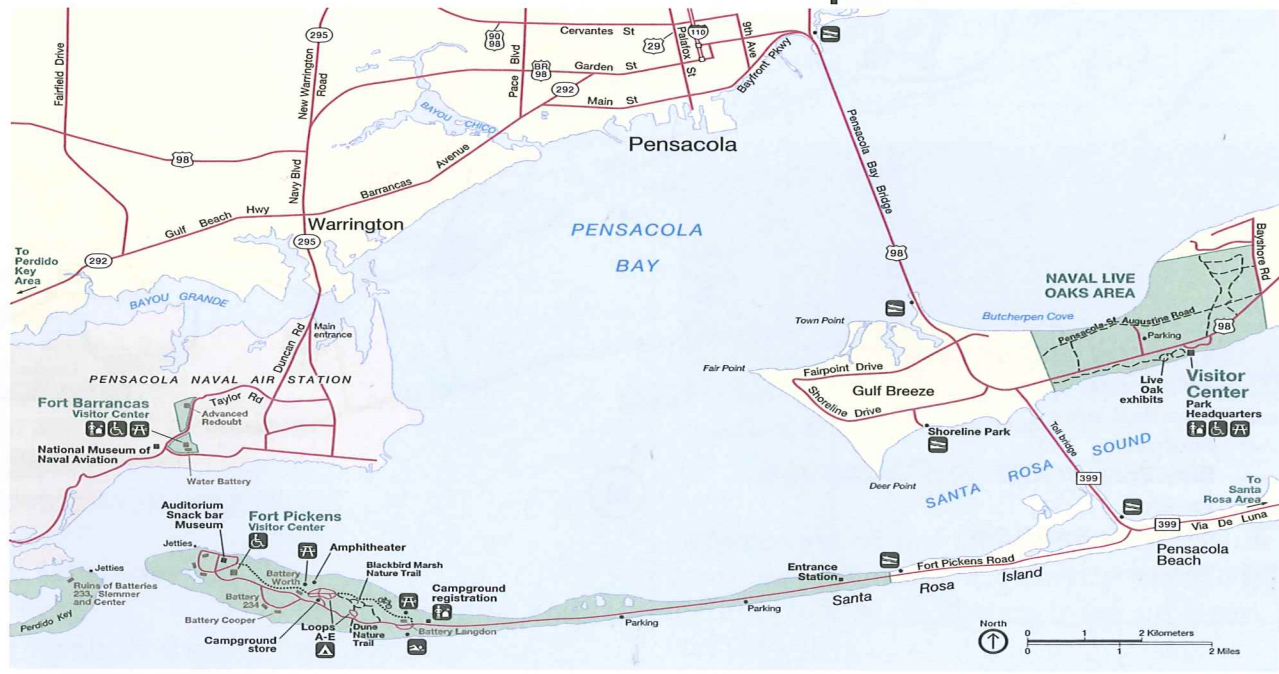 Fairfield Drive
295
New Warrington
Road
90
98
Pace Blvd
Cervantes St
29
Palafox St
110
9th Ave
Bayfront Pkwy
BR
98
Garden St
292
Main St
BAYOU CHICO
Pensacola
98
Navy Blvd
Barrancas Avenue
Gulf Beach Hwy
Warrington
295
292
To
Perdido
Key
Area
BAYOU GRANDE
PENSACOLA
BAY
Pensacola Bay Bridge
98
Bayshore Rd
NAVAL LIVE
OAKS AREA
Butcherpen Cove
Pensacola-St. Augustine Road
Parking
98
Town Point
Fair Point
Fairpoint Drive
Gulf Breeze
Shoreline Drive
Shoreline Park
Deer Point
Live
Oak
exhibits
Visitor
Center
Park
Headquarters
Duncan Rd
Main
entrance
PENSACOLA NAVAL AIR STATION
Taylor Rd
Fort Barrancas
Visitor Center
Advanced
Redoubt
National Museum of
Naval Aviation
Water Battery
Toll bridge
399
SANTA ROSA SOUND
To
Santa
Rosa Area
399
Via De Luna
Pensacola
Beach
Auditorium
Snack bar
Museum
Fort Pickens
Visitor Center
Jetties
Jetties
Amphitheater
Battery
Worth
Blackbird Marsh
Nature Trail
Campground
registration
Ruins of Batteries
233, Slemmer
and Center
Perdido Key
Battery
234
Battery Cooper
Campground
store
Loops
A-E
Dune
Nature
Trail
Battery Langdon
Parking
Parking
Entrance
Station
Fort Pickens Road
Santa Rosa Island
North
0 1 2 Kilometers
0 1 2 Miles